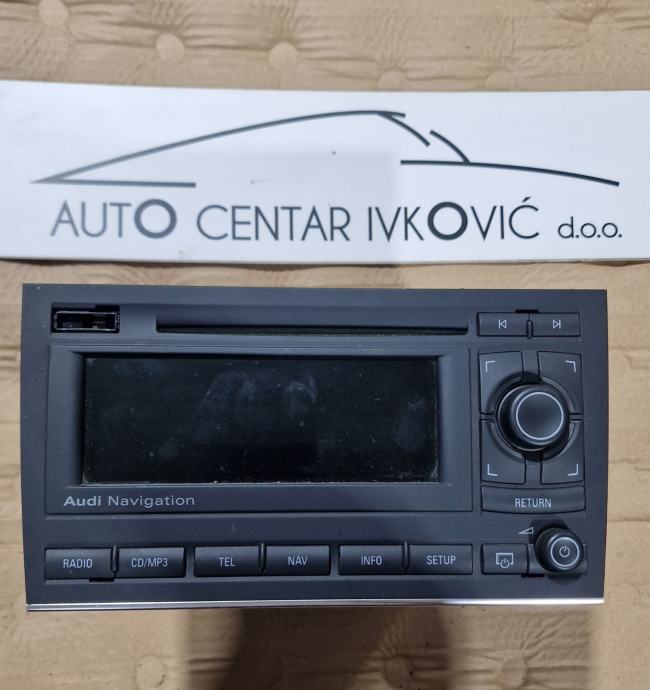 AUTO CENTAR IVKOVIĆ d.o.o.
Audi Navigation
RETURN
RADIO CD/MP3 TEL NAV INFO SETUP